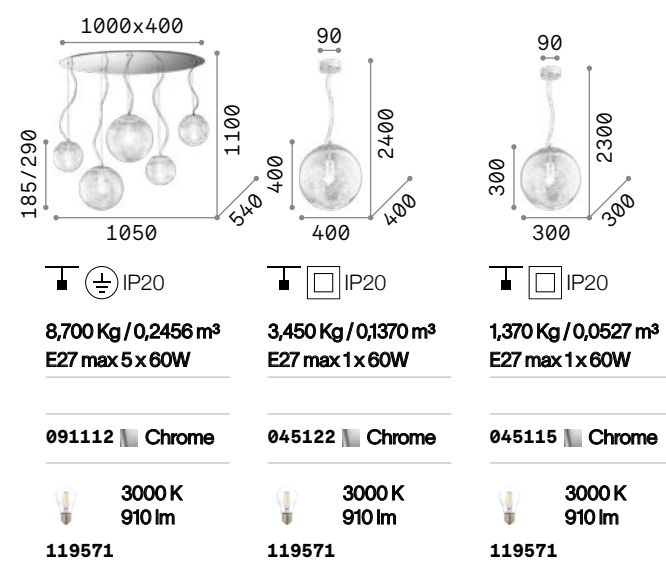 1000x400
185/290
1100
540
1050
IP20
8,700 Kg / 0,2456 m³
E27 max 5 x 60W
091112 Chrome
3000 K
910 lm
119571
90
400
2400
400
400
IP20
3,450 Kg / 0,1370 m³
E27 max 1 x 60W
045122 Chrome
3000 K
910 lm
119571
90
300
2300
300
300
IP20
1,370 Kg / 0,0527 m³
E27 max 1 x 60W
045115 Chrome
3000 K
910 lm
119571